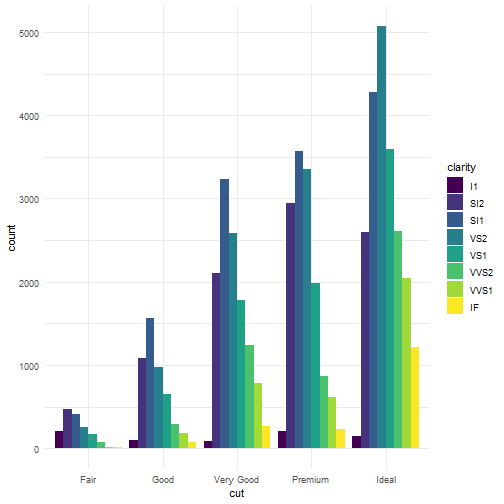 5000
4000
3000
2000
1000
0
count
Fair
Good
Very Good
Premium
Ideal
cut
clarity
I1
SI2
SI1
VS2
VS1
VVS2
VVS1
IF